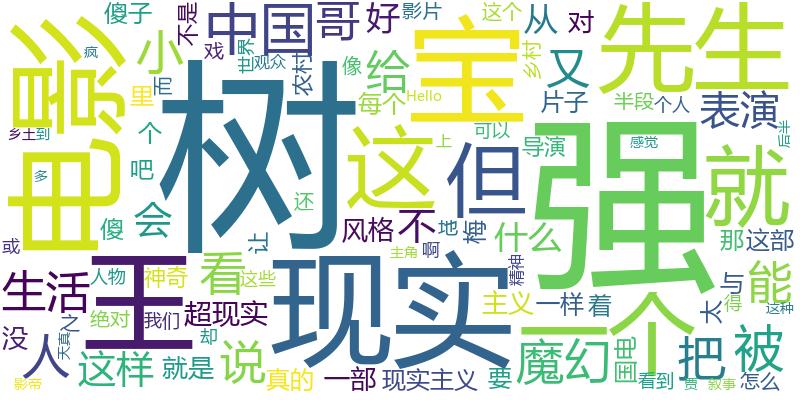 傻子
不是
中国
哥
好
影片
从
这个
对
先生
电影
疯
小
戏
世界
观众
农村
像
给
宝
又
乡村
里
而
树
每个
Hello
片子
半段
个人
表演
乡土
到
个
吧
这
但
可以
导演
就
后半
上
感觉
多
傻
会
还
让
风格
不
地
梅
什么
强
那
这部
或
王
人物
神奇
看
这些
现实
主角
啊
精神
能
生活
超现实
主义
一样
着
一个
太
与
得
这种
没
人
天真
个
绝对
我们
却
魔幻
国电
把
被
影帝
这样
就是
说
真的
一部
现实主义
要
看到
贾
叙事
怎么